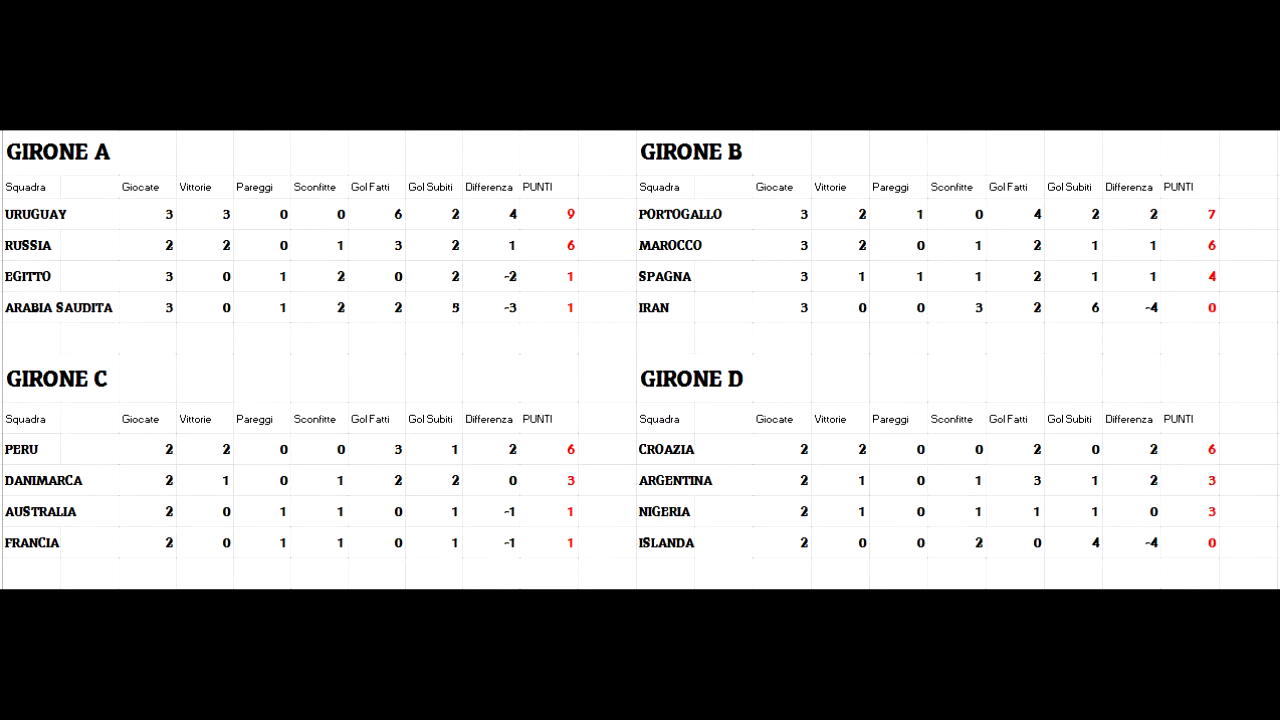 GIRONE A
Squadra Giocate Vittorie Pareggi Sconfitte Gol Fatti Gol Subiti Differenza PUNTI
URUGUAY 3 3 0 0 6 2 4 9
RUSSIA 2 2 0 1 3 2 1 6
EGITTO 3 0 1 2 0 2 -2 1
ARABIA SAUDITA 3 0 1 2 2 5 -3 1
GIRONE B
Squadra Giocate Vittorie Pareggi Sconfitte Gol Fatti Gol Subiti Differenza PUNTI
PORTOGALLO 3 2 1 0 4 2 2 7
MAROCCO 3 2 0 1 2 1 1 6
SPAGNA 3 1 1 1 2 1 1 4
IRAN 3 0 0 3 2 6 -4 0
GIRONE C
Squadra Giocate Vittorie Pareggi Sconfitte Gol Fatti Gol Subiti Differenza PUNTI
PERU 2 2 0 0 3 1 2 6
DANIMARCA 2 1 0 1 2 2 0 3
AUSTRALIA 2 0 1 1 0 1 -1 1
FRANCIA 2 0 1 1 0 1 -1 1
GIRONE D
Squadra Giocate Vittorie Pareggi Sconfitte Gol Fatti Gol Subiti Differenza PUNTI
CROAZIA 2 2 0 0 2 0 2 6
ARGENTINA 2 1 0 1 3 1 2 3
NIGERIA 2 1 0 1 1 1 0 3
ISLANDA 2 0 0 2 0 4 -4 0